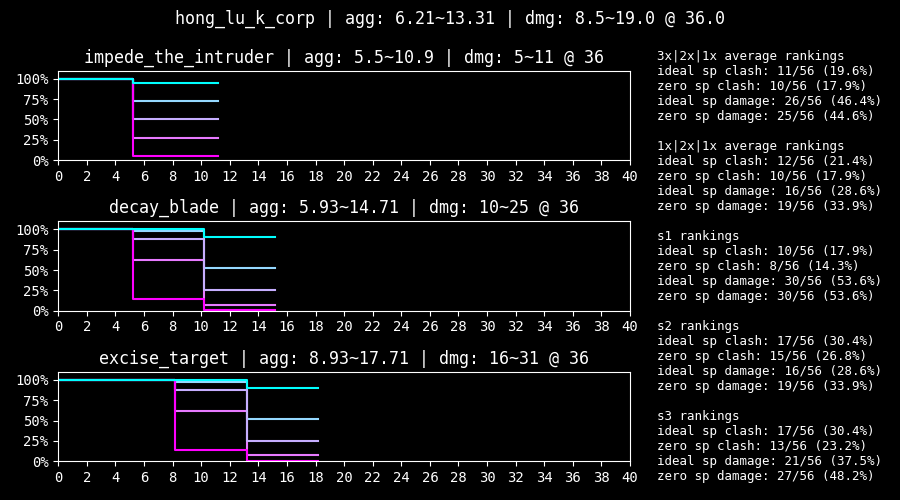 hong_lu_k_corp | agg: 6.21~13.31 | dmg: 8.5~19.0 @ 36.0
impede_the_intruder | agg: 5.5~10.9 | dmg: 5~11 @ 36
100%
75%
50%
25%
0%
0 2 4 6 8 10 12 14 16 18 20 22 24 26 28 30 32 34 36 38 40
decay_blade | agg: 5.93~14.71 | dmg: 10~25 @ 36
100%
75%
50%
25%
0%
0 2 4 6 8 10 12 14 16 18 20 22 24 26 28 30 32 34 36 38 40
excise_target | agg: 8.93~17.71 | dmg: 16~31 @ 36
100%
75%
50%
25%
0%
0 2 4 6 8 10 12 14 16 18 20 22 24 26 28 30 32 34 36 38 40
3x|2x|1x average rankings
ideal sp clash: 11/56 (19.6%)
zero sp clash: 10/56 (17.9%)
ideal sp damage: 26/56 (46.4%)
zero sp damage: 25/56 (44.6%)
1x|2x|1x average rankings
ideal sp clash: 12/56 (21.4%)
zero sp clash: 10/56 (17.9%)
ideal sp damage: 16/56 (28.6%)
zero sp damage: 19/56 (33.9%)
s1 rankings
ideal sp clash: 10/56 (17.9%)
zero sp clash: 8/56 (14.3%)
ideal sp damage: 30/56 (53.6%)
zero sp damage: 30/56 (53.6%)
s2 rankings
ideal sp clash: 17/56 (30.4%)
zero sp clash: 15/56 (26.8%)
ideal sp damage: 16/56 (28.6%)
zero sp damage: 19/56 (33.9%)
s3 rankings
ideal sp clash: 17/56 (30.4%)
zero sp clash: 13/56 (23.2%)
ideal sp damage: 21/56 (37.5%)
zero sp damage: 27/56 (48.2%)